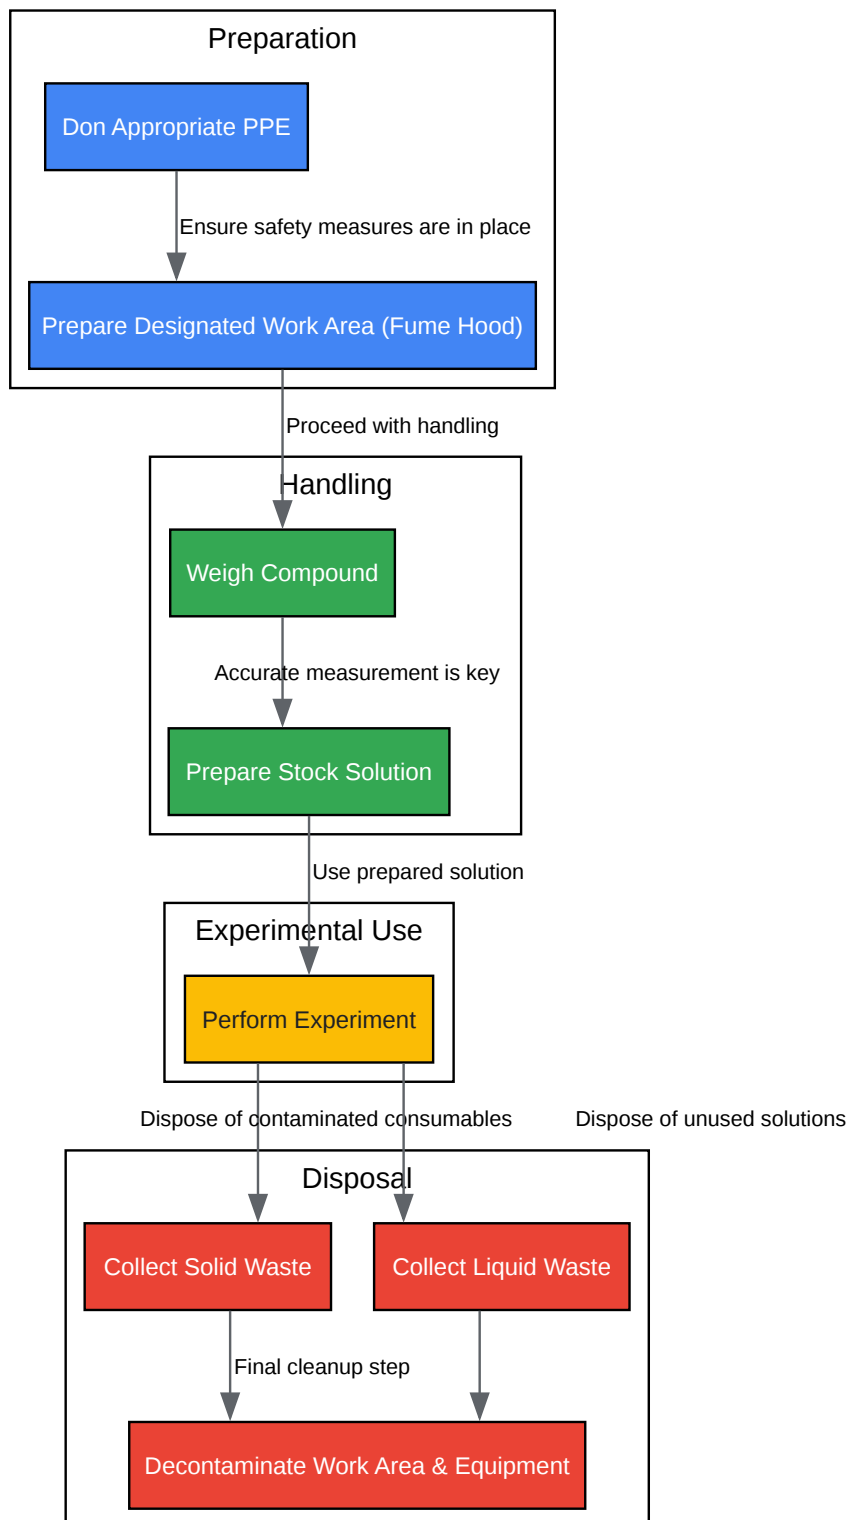 Preparation
Don Appropriate PPE
Ensure safety measures are in place
Prepare Designated Work Area (Fume Hood)
Proceed with handling
Handling
Weigh Compound
Accurate measurement is key
Prepare Stock Solution
Use prepared solution
Experimental Use
Perform Experiment
Dispose of contaminated consumables
Dispose of unused solutions
Disposal
Collect Solid Waste
Collect Liquid Waste
Final cleanup step
Decontaminate Work Area & Equipment